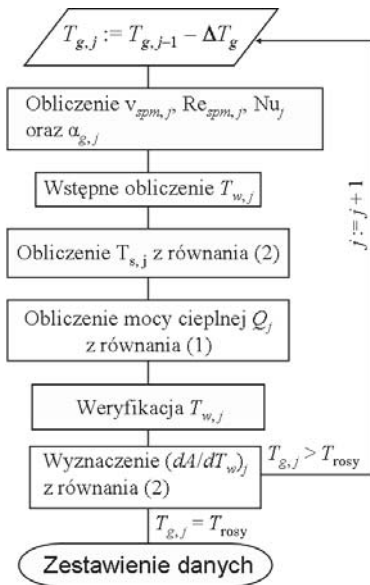 T_{g,j} := T_{g,j−1} − ΔT_g
Obliczenie v_{spm,j}, Re_{spm,j}, Nu_j
oraz α_{g,j}
Wstępne obliczenie T_{w,j}
Obliczenie T_{s,j} z równania (2)
Obliczenie mocy cieplnej Q_j
z równania (1)
Weryfikacja T_{w,j}
Wyznaczenie (dA/dT_w)_j
z równania (2)
T_{g,j} > T_{rosy}
j := j + 1
T_{g,j} = T_{rosy}
Zestawienie danych